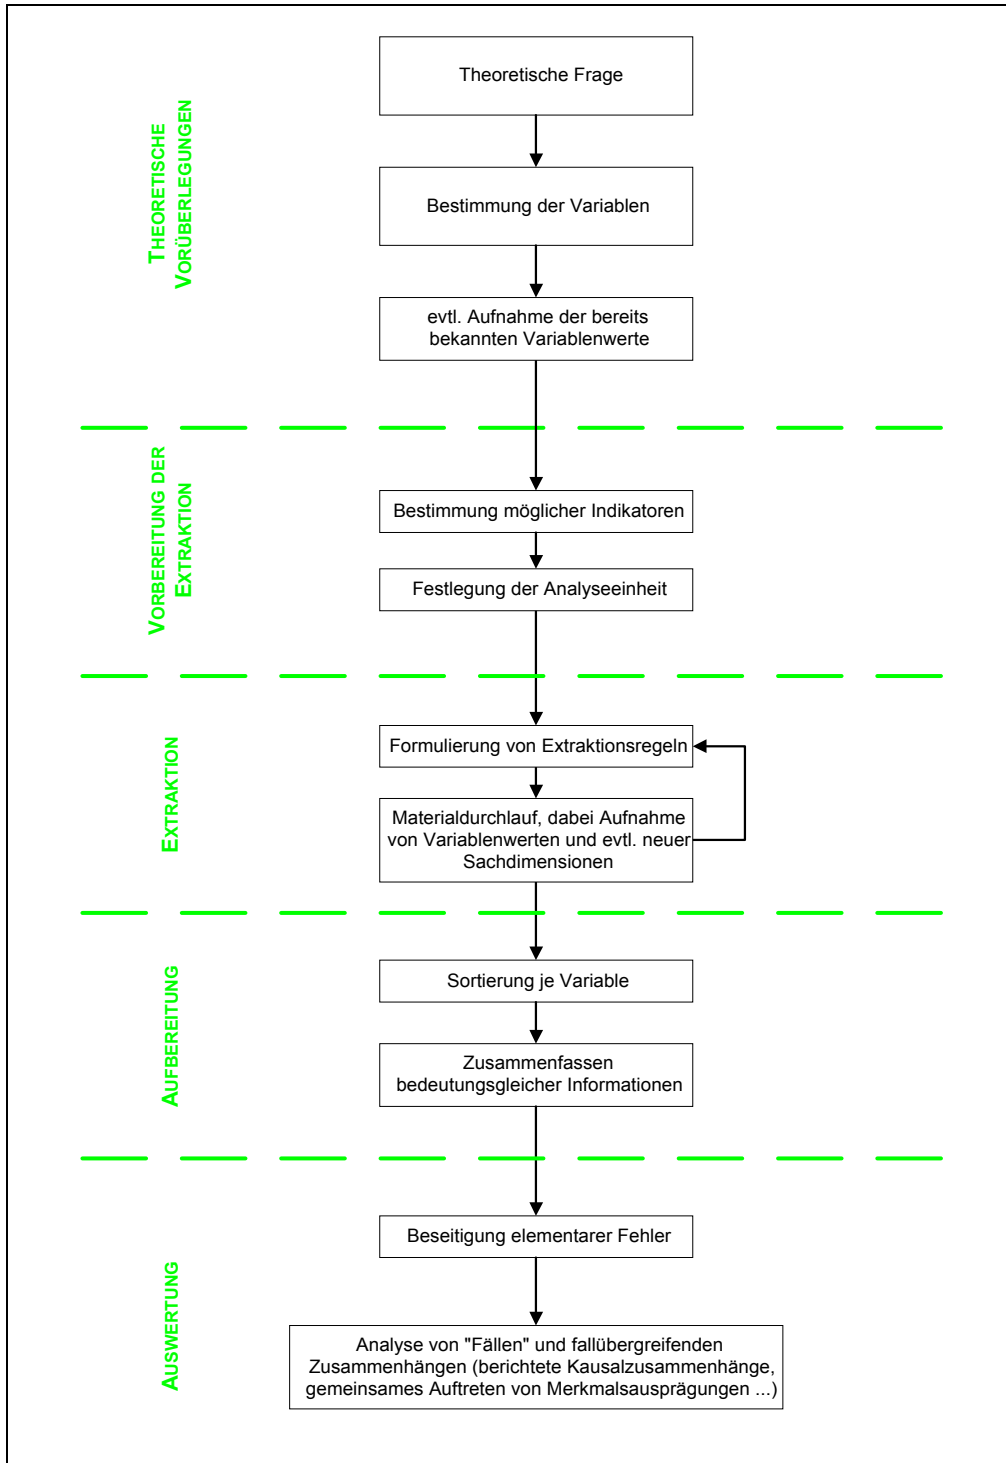 THEORETISCHE
VORÜBERLEGUNGEN
Theoretische Frage
Bestimmung der Variablen
evtl. Aufnahme der bereits
bekannten Variablenwerte
VORBEREITUNG DER
EXTRAKTION
Bestimmung möglicher Indikatoren
Festlegung der Analyseeinheit
EXTRAKTION
Formulierung von Extraktionsregeln
Materialdurchlauf, dabei Aufnahme
von Variablenwerten und evtl. neuer
Sachdimensionen
AUFBEREITUNG
Sortierung je Variable
Zusammenfassen
bedeutungsgleicher Informationen
AUSWERTUNG
Beseitigung elementarer Fehler
Analyse von "Fällen" und fallübergreifenden
Zusammenhängen (berichtete Kausalzusammenhänge,
gemeinsames Auftreten von Merkmalsausprägungen ...)